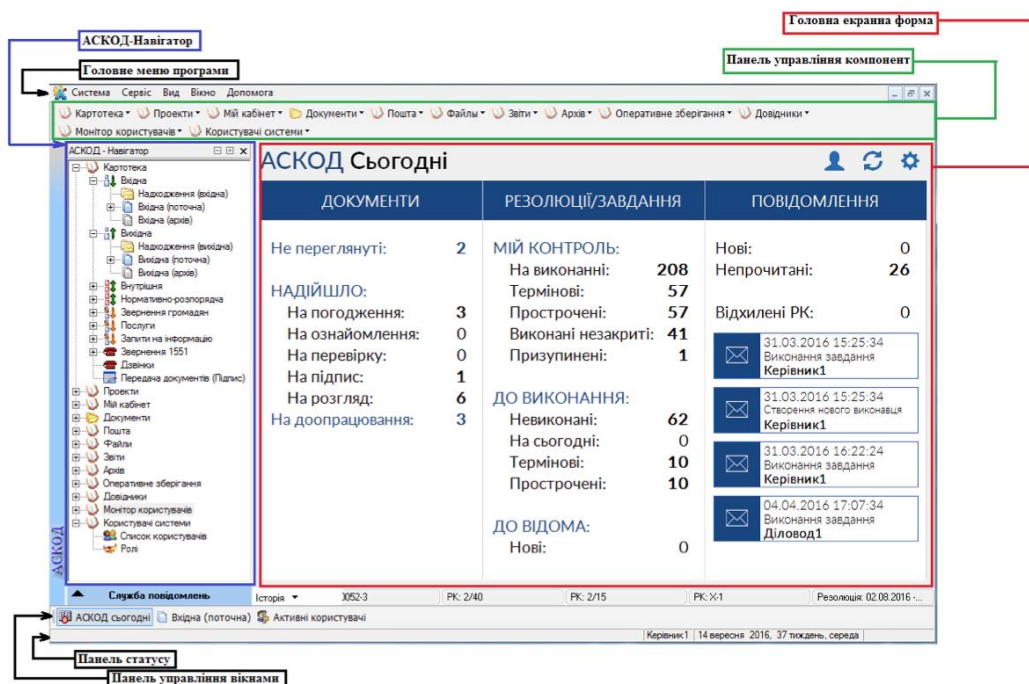 Головна екранна форма
АСКОД-Навігатор
Панель управління компонент
Головне меню програми
Система Сервіс Вид Вікно Допомога
Картотека Проекти Мій кабінет Документи Пошта Файлы Звіти Архів Оперативне зберігання Довідники
Монітор користувачів Користувачі системи
АСКОД - Навігатор
Картотека
Вхідна
Надходження (вхідна)
Вхідна (поточна)
Вхідна (архів)
Вихідна
Надходження (вихідна)
Вихідна (поточна)
Вихідна (архів)
Внутрішня
Нормативно-розпорядча
Звернення громадян
Послуги
Запити на інформацію
Звернення 1551
Дзвінки
Передача документів (Підпис)
Проекти
Мій кабінет
Документи
Пошта
Файли
Звіти
Архів
Оперативне зберігання
Довідники
Монітор користувачів
Користувачі системи
Список користувачів
Ролі
АСКОД
АСКОД Сьогодні
ДОКУМЕНТИ
Не переглянуті: 2
НАДІЙШЛО:
На погодження: 3
На ознайомлення: 0
На перевірку: 0
На підпис: 1
На розгляд: 6
На доопрацювання: 3
РЕЗОЛЮЦІЇ/ЗАВДАННЯ
МІЙ КОНТРОЛЬ:
На виконанні: 208
Термінові: 57
Прострочені: 57
Виконані незакриті: 41
Призупинені: 1
ДО ВИКОНАННЯ:
Невиконані: 62
На сьогодні: 0
Термінові: 10
Прострочені: 10
ДО ВІДОМА:
Нові: 0
ПОВІДОМЛЕННЯ
Нові: 0
Непрочитані: 26
Відхилені РК: 0
31.03.2016 15:25:34
Виконання завдання
Керівник1
31.03.2016 15:25:34
Створення нового виконавця
Керівник1
31.03.2016 16:22:24
Виконання завдання
Керівник1
04.04.2016 17:07:34
Виконання завдання
Діловод1
Служба повідомлень
Історія 0052-3 РК: 2/40 РК: 2/15 РК: X-1 Резолюція: 02.08.2016 -...
АСКОД сьогодні Вхідна (поточна) Активні користувачі
Керівник1 14 вересня 2016, 37 тиждень, середа
Панель статусу
Панель управління вікнами